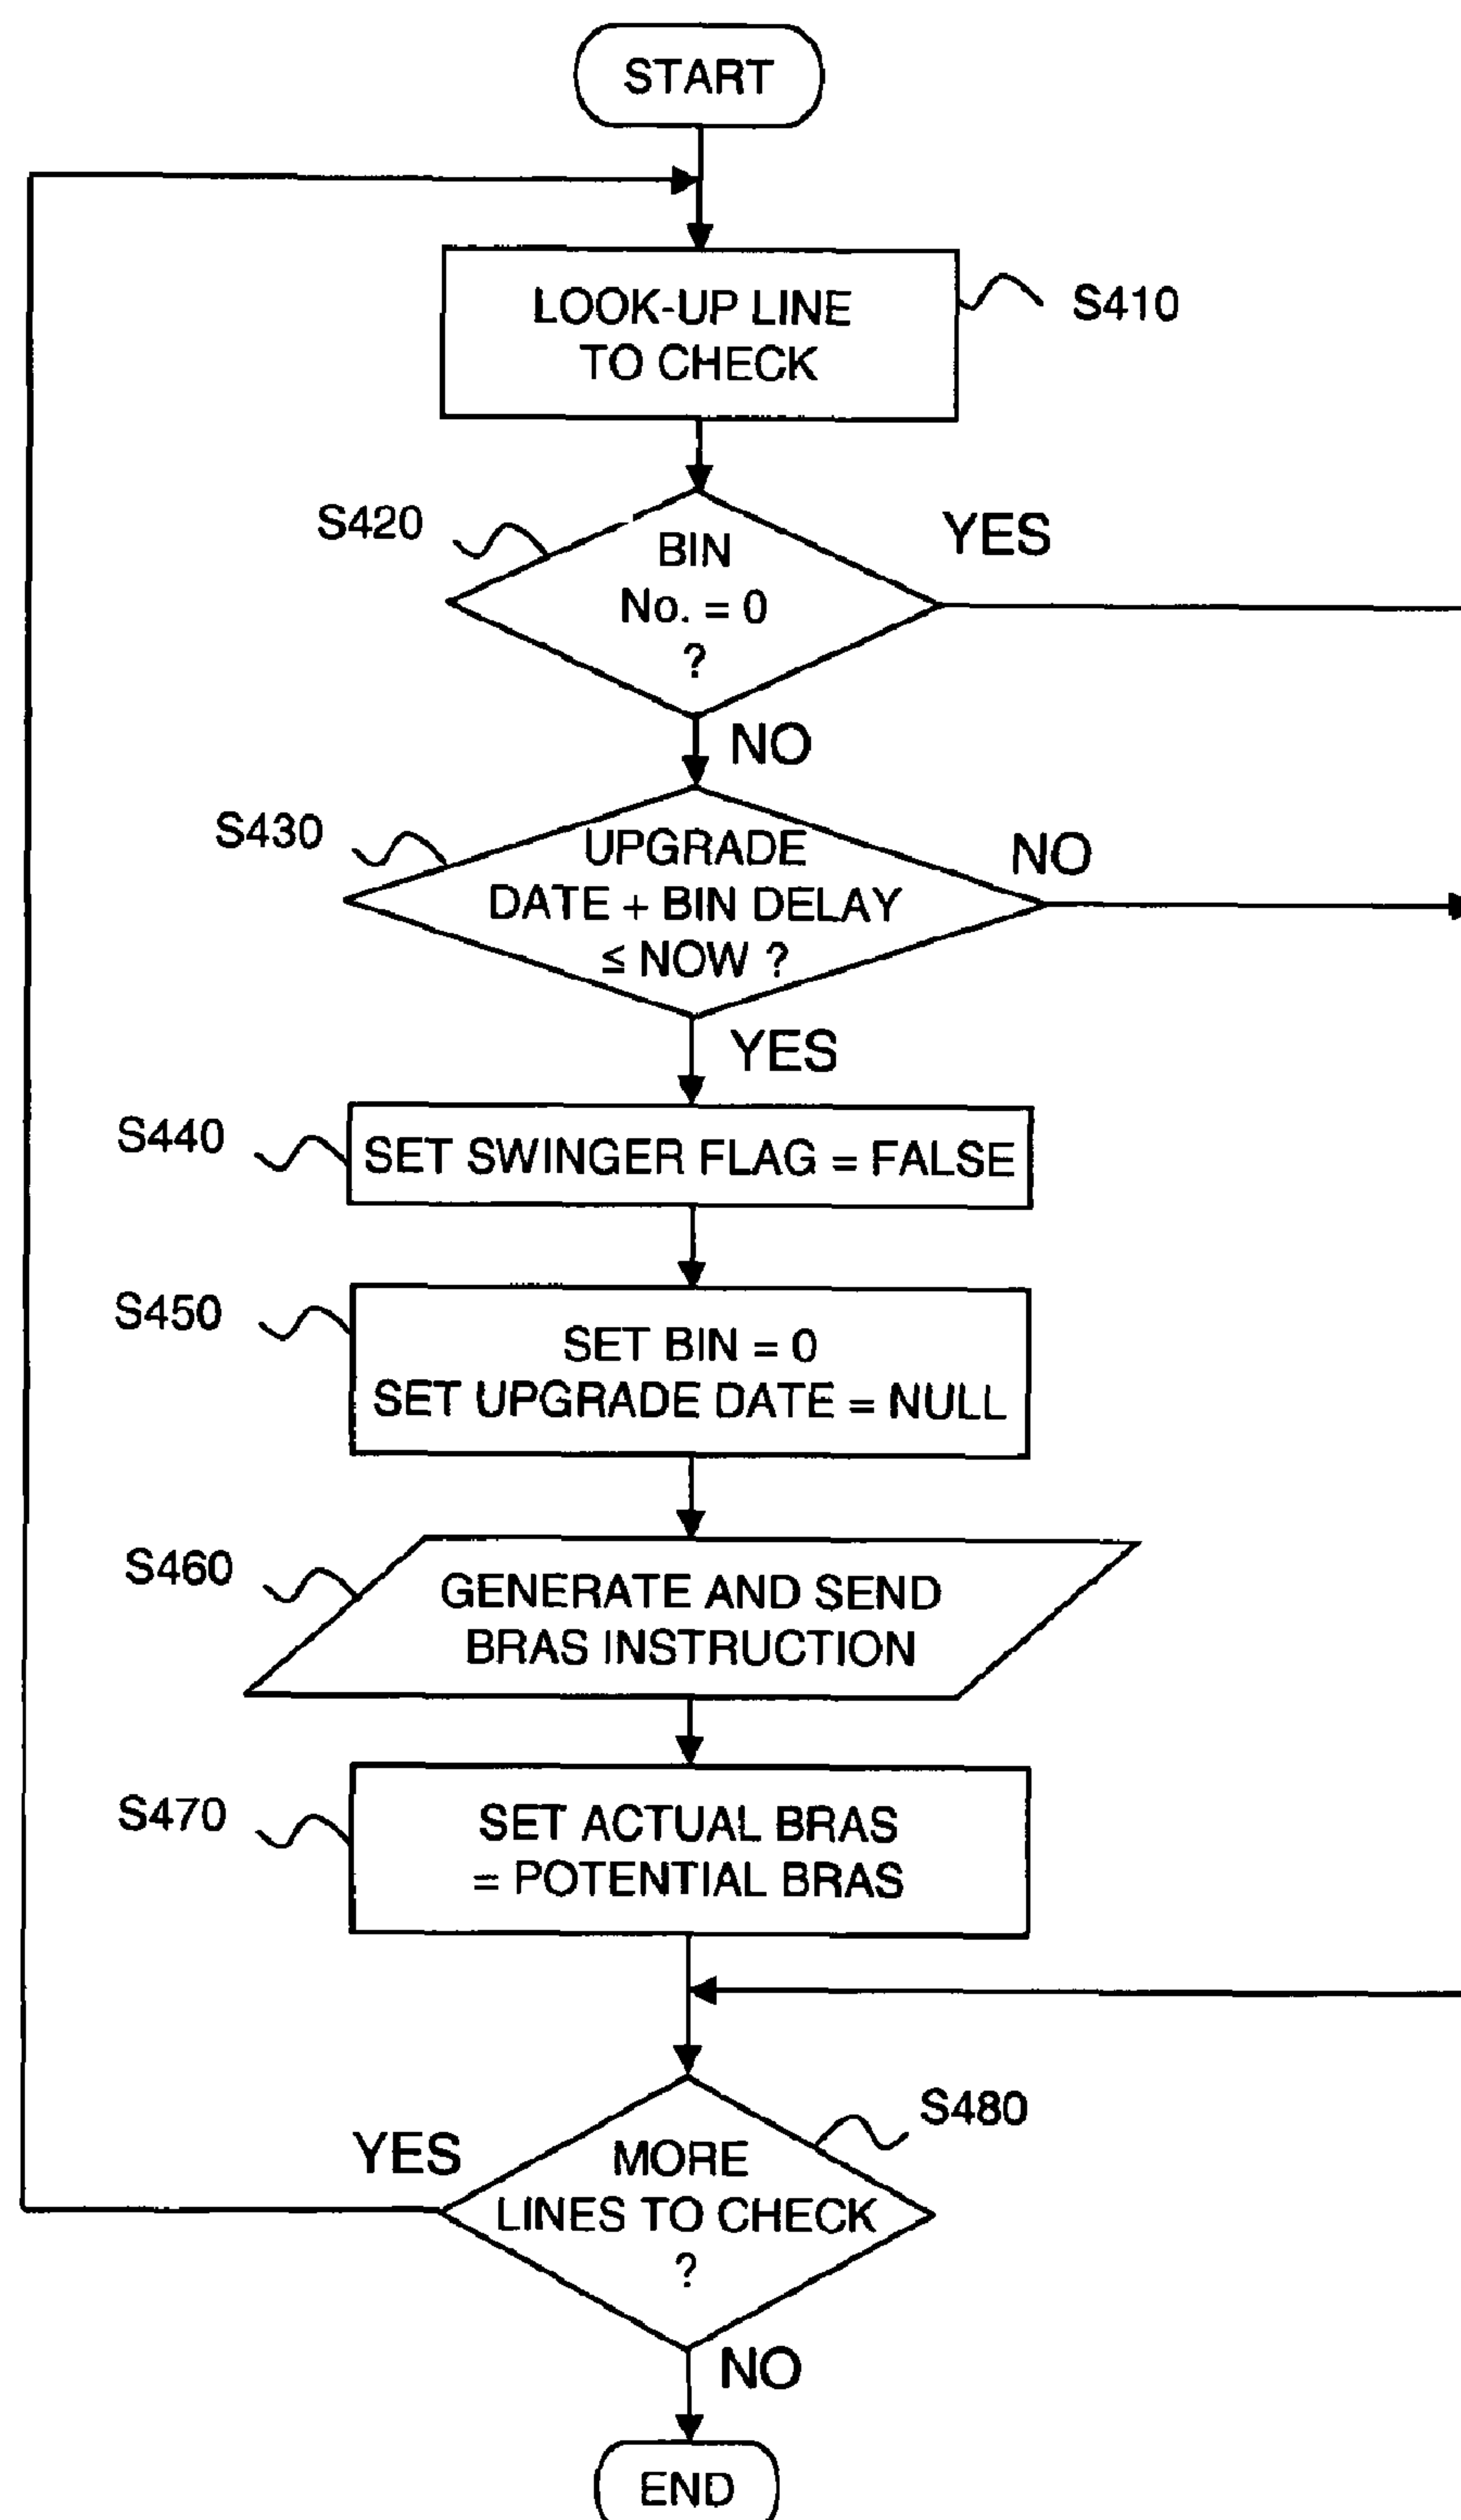 START
LOOK-UP LINE
TO CHECK
S410
S420
BIN
No. = 0
?
YES
NO
S430
UPGRADE
DATE + BIN DELAY
≤ NOW ?
NO
YES
S440
SET SWINGER FLAG = FALSE
S450
SET BIN = 0
SET UPGRADE DATE = NULL
S460
GENERATE AND SEND
BRAS INSTRUCTION
S470
SET ACTUAL BRAS
= POTENTIAL BRAS
S480
YES
MORE
LINES TO CHECK
?
NO
END